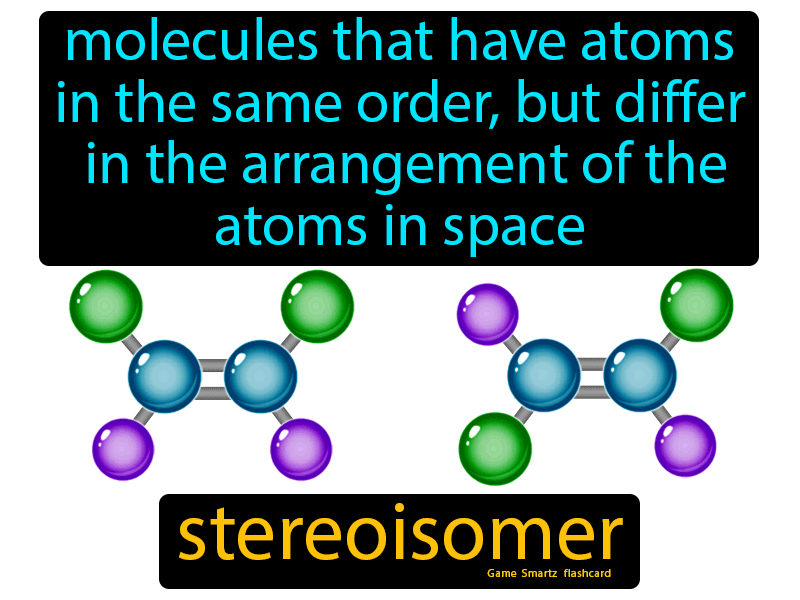 molecules that have atoms
in the same order, but differ
in the arrangement of the
atoms in space
stereoisomer
Game Smartz flashcard